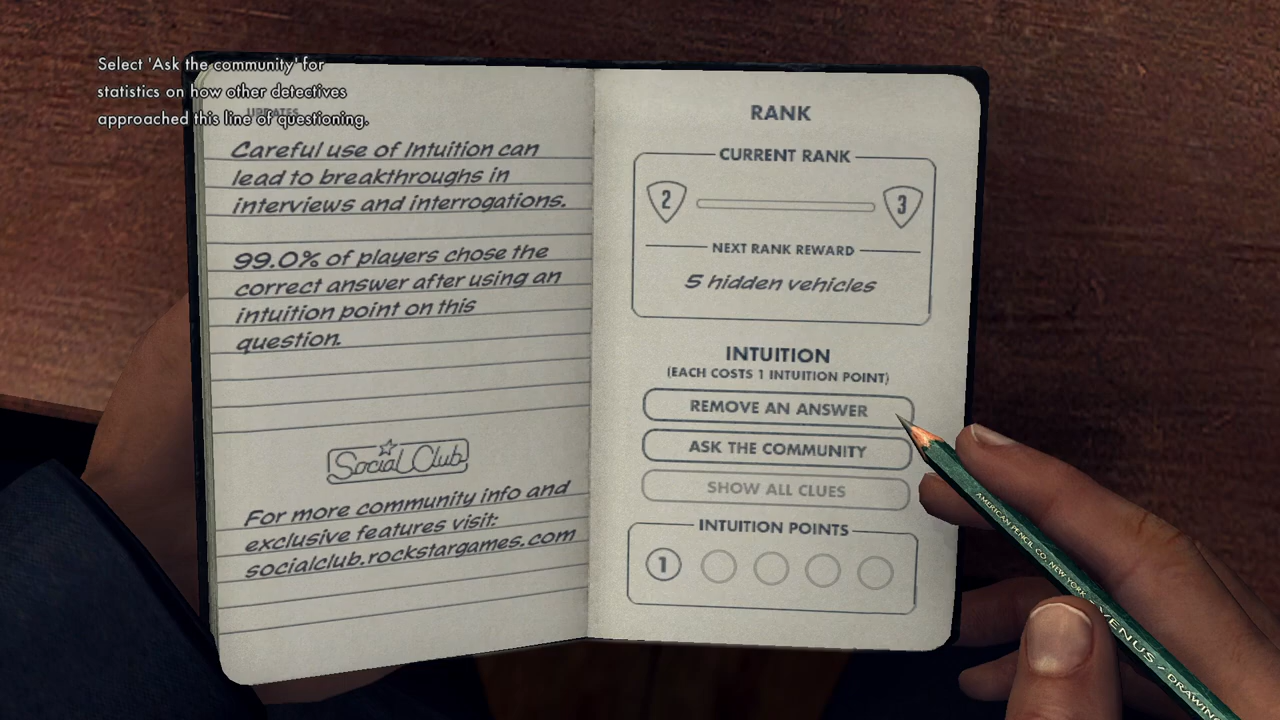 Select 'Ask the community' for
statistics on how other detectives
approached this line of questioning.
UPDATES
Careful use of Intuition can
lead to breakthroughs in
interviews and interrogations.
99.0% of players chose the
correct answer after using an
intuition point on this
question.
Social Club
For more community info and
exclusive features visit:
socialclub.rockstargames.com
RANK
CURRENT RANK
2
3
NEXT RANK REWARD
5 hidden vehicles
INTUITION
(EACH COSTS 1 INTUITION POINT)
REMOVE AN ANSWER
ASK THE COMMUNITY
SHOW ALL CLUES
INTUITION POINTS
1
AMERICAN PENCIL CO. NEW YORK VENUS DRAWING